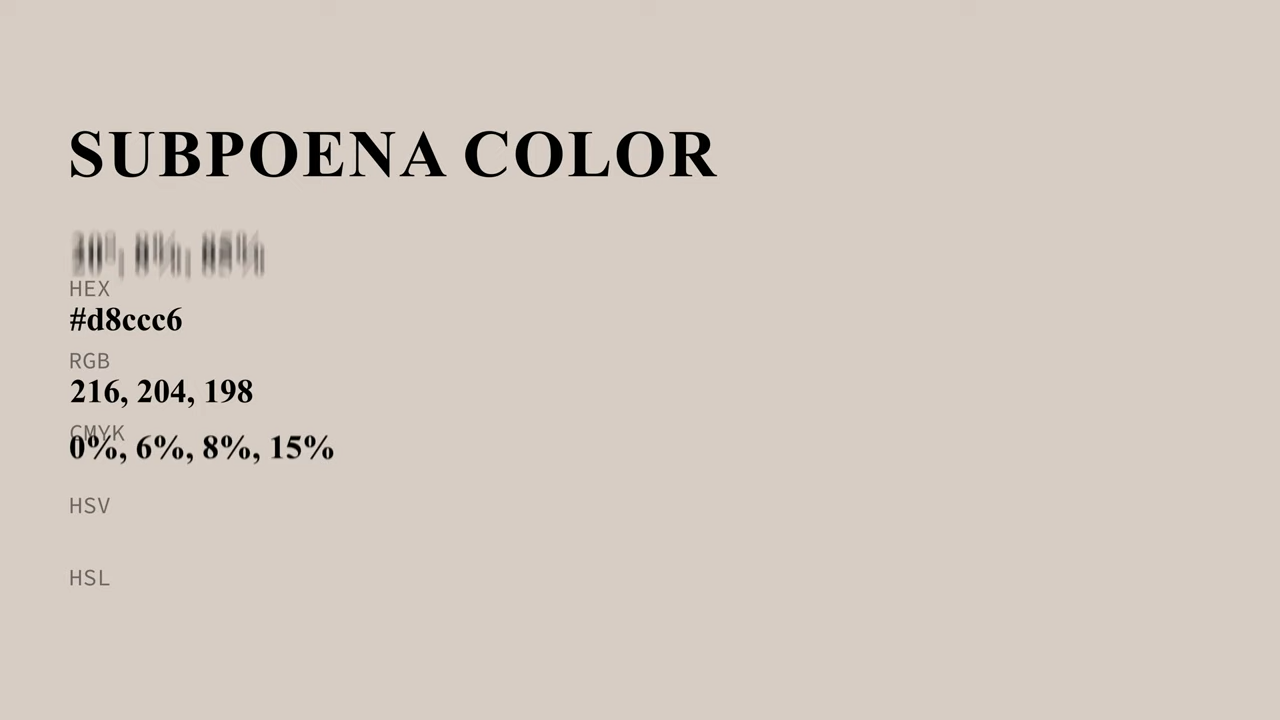 SUBPOENA COLOR
HEX
#d8ccc6
RGB
216, 204, 198
CMYK
0%, 6%, 8%, 15%
HSV
HSL